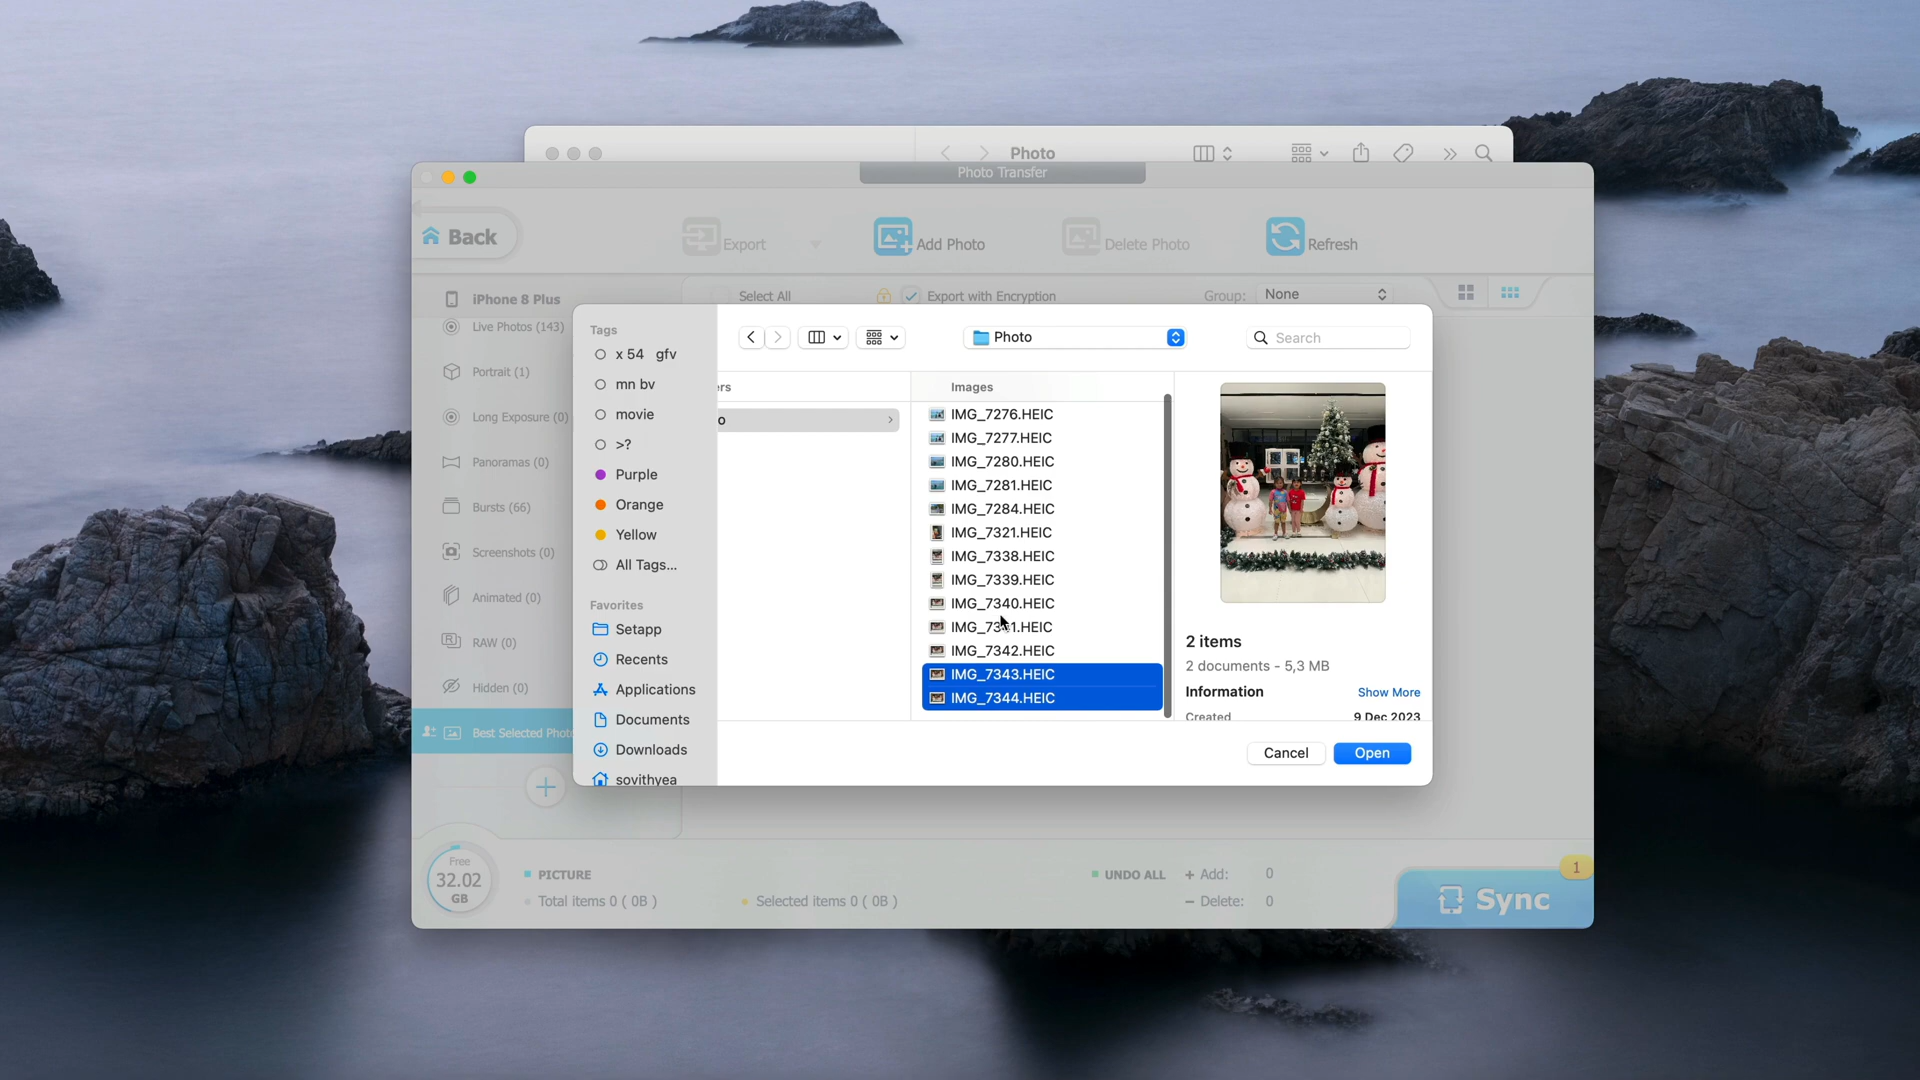 Photo
Photo Transfer
Back
Export
Add Photo
Delete Photo
Refresh
iPhone 8 Plus
Select All
Export with Encryption
Group:
None
Live Photos (143)
Portrait (1)
Long Exposure (0)
Panoramas (0)
Bursts (66)
Screenshots (0)
Animated (0)
RAW (0)
Hidden (0)
Best Selected Photo
Tags
x 54 gfv
mn bv
movie
>?
Purple
Orange
Yellow
All Tags...
Favorites
Setapp
Recents
Applications
Documents
Downloads
sovithyea
Photo
Search
Images
IMG_7276.HEIC
IMG_7277.HEIC
IMG_7280.HEIC
IMG_7281.HEIC
IMG_7284.HEIC
IMG_7321.HEIC
IMG_7338.HEIC
IMG_7339.HEIC
IMG_7340.HEIC
IMG_7342.HEIC
IMG_7343.HEIC
IMG_7344.HEIC
2 items
2 documents - 5,3 MB
Information
Show More
Created
9 Dec 2023
Cancel
Open
Free
32.02
GB
PICTURE
Total items 0 ( 0B )
Selected items 0 ( 0B )
UNDO ALL
+ Add: 0
− Delete: 0
1
Sync